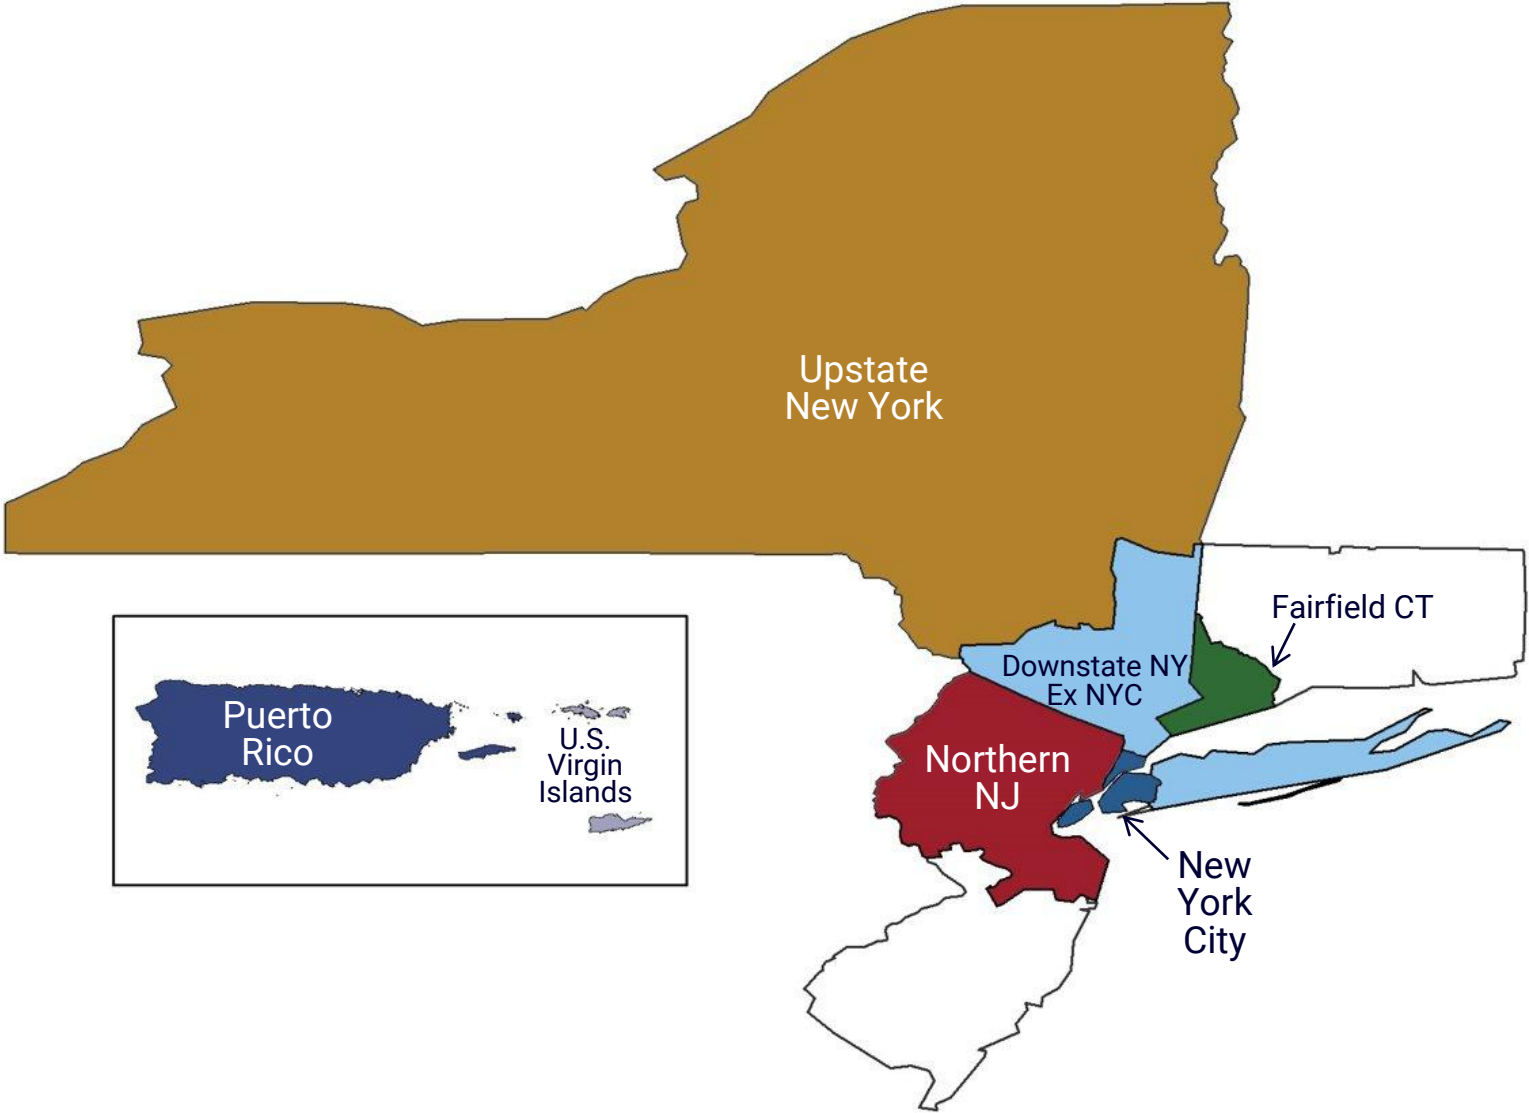 Upstate
New York
Fairfield CT
Downstate NY
Ex NYC
Puerto
Rico
U.S.
Virgin
Islands
Northern
NJ
New
York
City